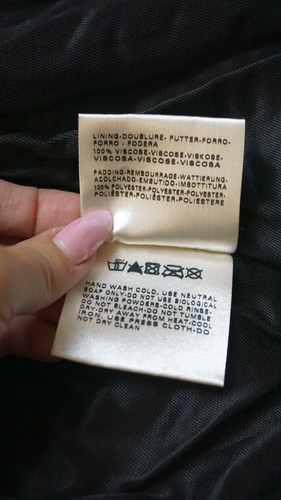 LINING-DOUBLURE- FUTTER-FORRO-
FORRO - FODERA
100% VISCOSE-VISCOSE-VISKOSE-
VISCOSA-VISCOSE-VISCOSA
PADDING-REMBOURRAGE-WATTIERUNG-
ACOLCHADO-EMBUTIDO-IMBOTTITURA
100% POLYESTER-POLYESTER-POLYESTER-
POLIÉSTER-POLIÉSTER-POLIESTERE
HAND WASH COLD, USE NEUTRAL
SOAP ONLY-DO NOT USE BIOLOGICAL
WASHING POWDERS-COLD RINSE-
DO NOT BLEACH-DO NOT TUMBLE
DRY-DRY AWAY FROM HEAT-COOL
IRON, USE PRESS CLOTH-DO
NOT DRY CLEAN